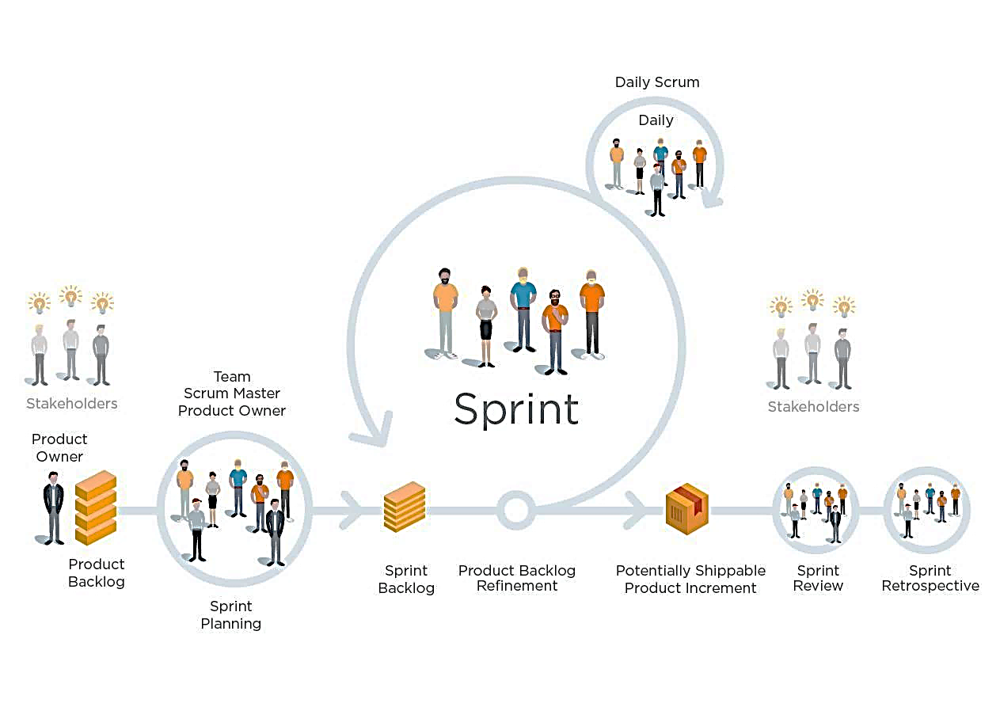 Daily Scrum
Daily
Sprint
Stakeholders
Stakeholders
Team
Scrum Master
Product Owner
Product
Owner
Product
Backlog
Sprint
Planning
Sprint
Backlog
Product Backlog
Refinement
Potentially Shippable
Product Increment
Sprint
Review
Sprint
Retrospective